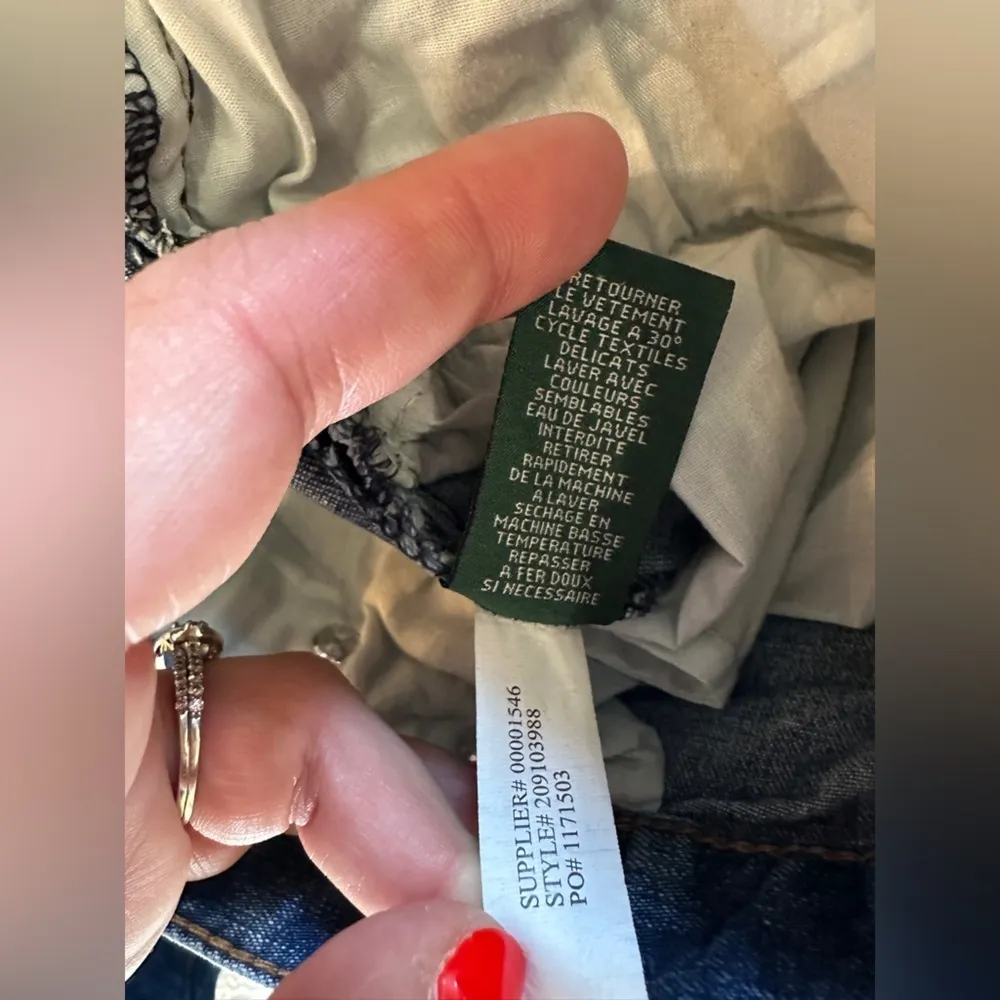 RETOURNER
LE VETEMENT
LAVAGE A 30°
CYCLE TEXTILES
DELICATS
LAVER AVEC
COULEURS
SEMBLABLES
EAU DE JAVEL
INTERDITE
RETIRER
RAPIDEMENT
DE LA MACHINE
A LAVER
SECHAGE EN
MACHINE BASSE
TEMPERATURE
REPASSER
A FER DOUX
SI NECESSAIRE
SUPPLIER# 00001546
STYLE# 209103988
PO# 1171503